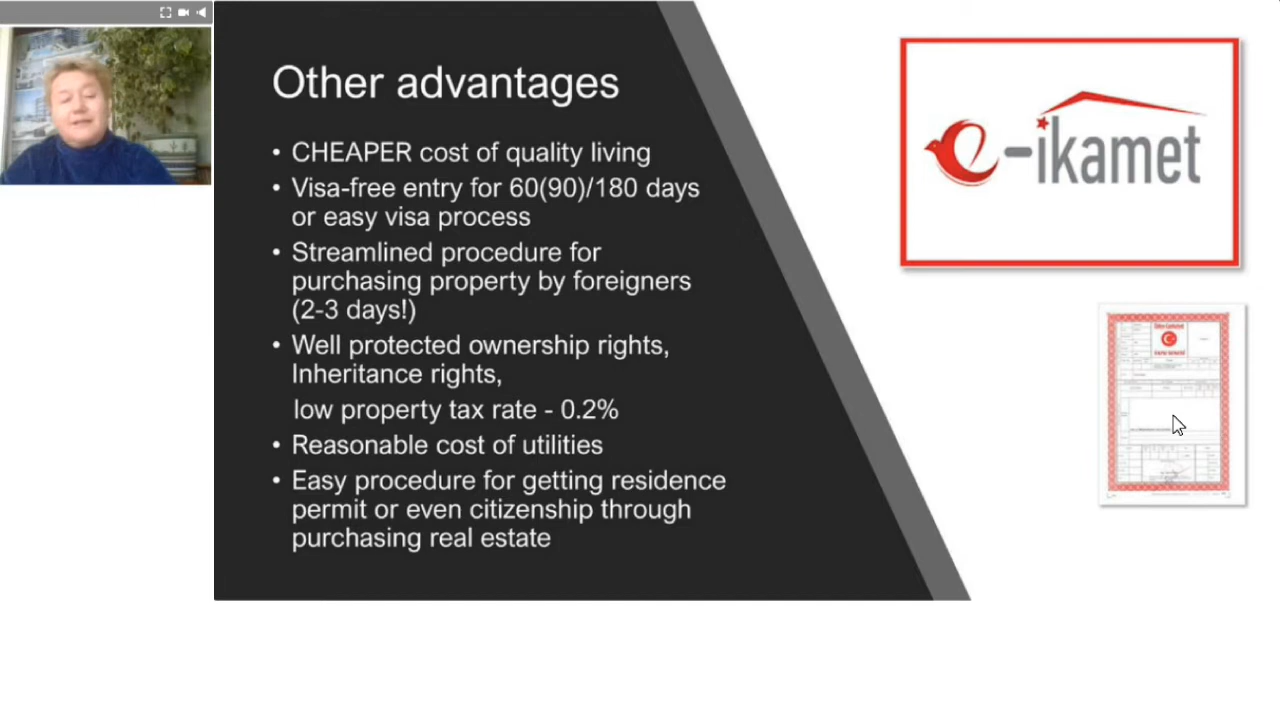 Other advantages
• CHEAPER cost of quality living
• Visa-free entry for 60(90)/180 days
or easy visa process
• Streamlined procedure for
purchasing property by foreigners
(2-3 days!)
• Well protected ownership rights,
Inheritance rights,
low property tax rate - 0.2%
• Reasonable cost of utilities
• Easy procedure for getting residence
permit or even citizenship through
purchasing real estate
e-ikamet